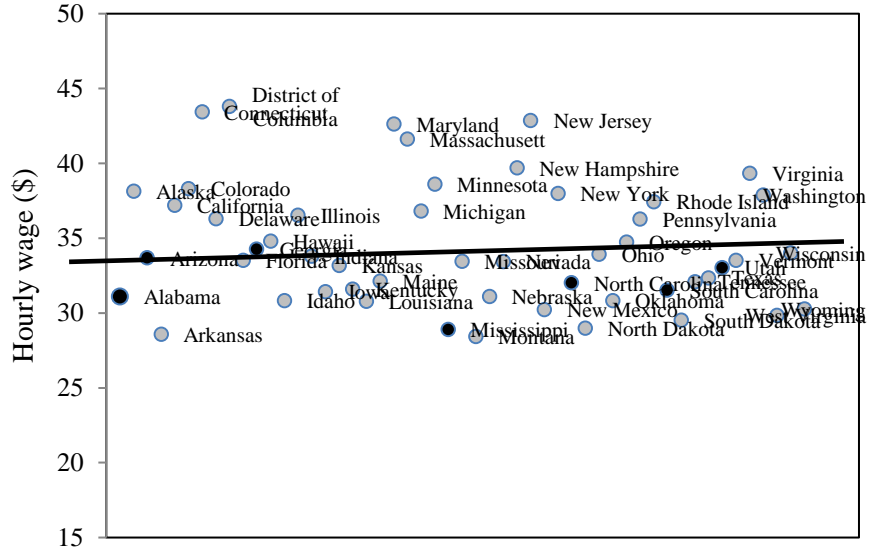 50
45
40
35
30
25
20
15
Hourly wage ($)
District of
Columbia
Connecticut
Maryland
Massachusett
New Jersey
New Hampshire
Virginia
Washington
Alaska
Colorado
California
Delaware
Illinois
Minnesota
Michigan
New York
Rhode Island
Pennsylvania
Hawaii
Georgia
Indiana
Oregon
Ohio
Wisconsin
Arizona
Florida
Kansas
Missouri
Nevada
Vermont
Utah
Maine
Kentucky
Iowa
North Carolina
Tennessee
Texas
South Carolina
Alabama
Idaho
Louisiana
Nebraska
Oklahoma
New Mexico
Wyoming
West Virginia
South Dakota
North Dakota
Arkansas
Mississippi
Montana